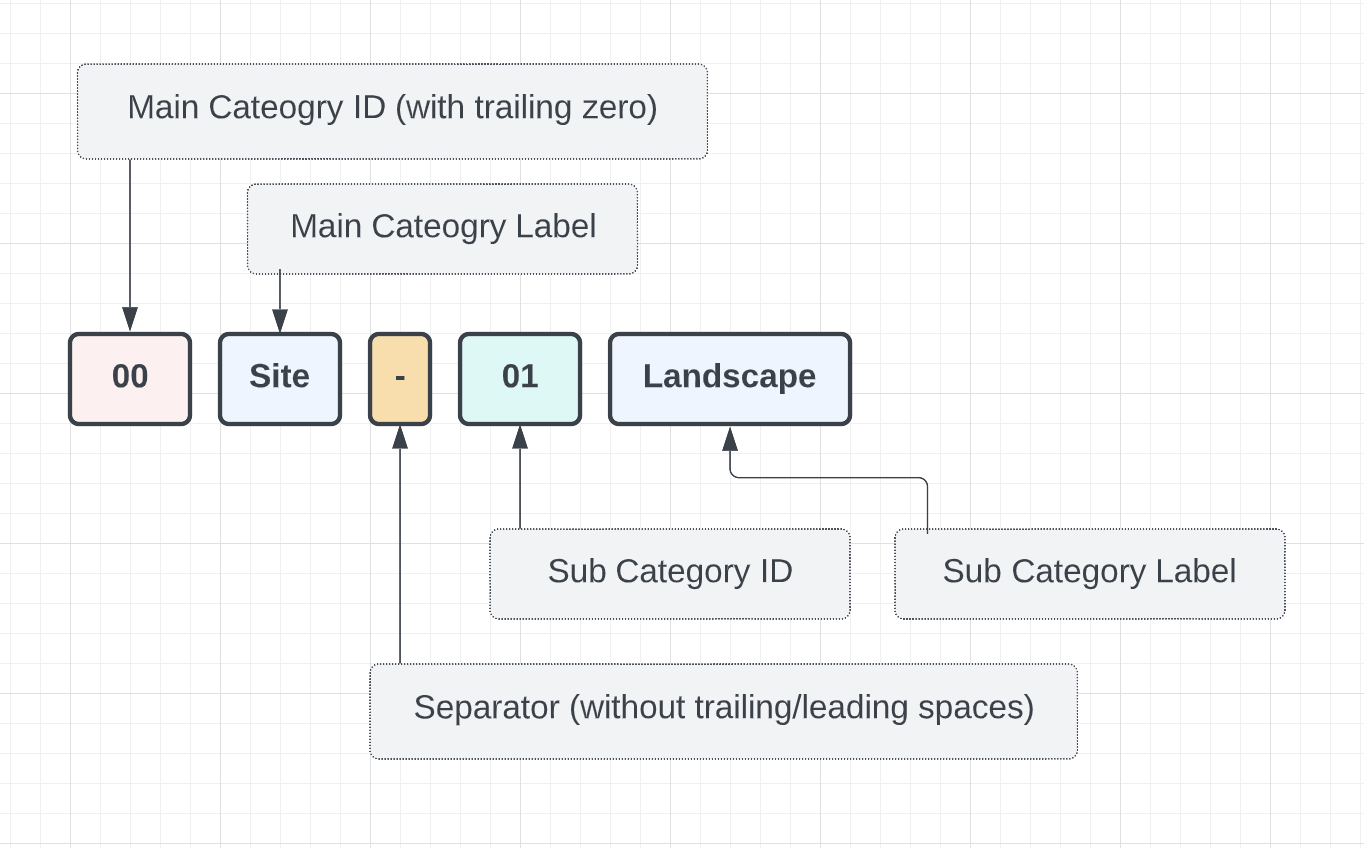 Main Cateogry ID (with trailing zero)
Main Cateogry Label
00 Site - 01 Landscape
Sub Category ID
Sub Category Label
Separator (without trailing/leading spaces)